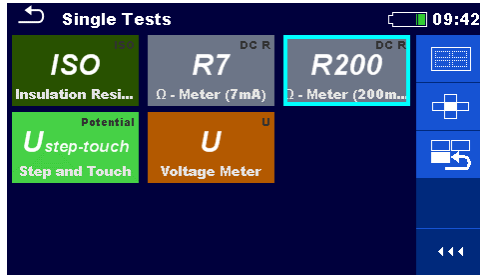 Single Tests 09:42
ISO
ISO
Insulation Resi...
DC R
R7
Ω - Meter (7mA)
DC R
R200
Ω - Meter (200m...
Potential
U step-touch
Step and Touch
U
U
Voltage Meter